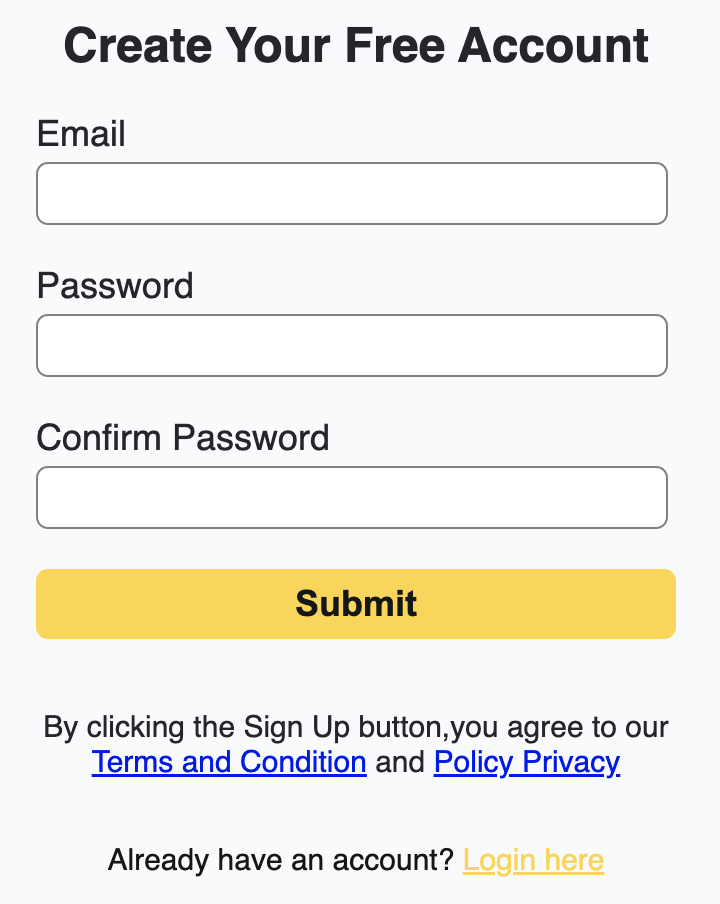 Create Your Free Account
Email
Password
Confirm Password
Submit
By clicking the Sign Up button,you agree to our
Terms and Condition and Policy Privacy
Already have an account? Login here